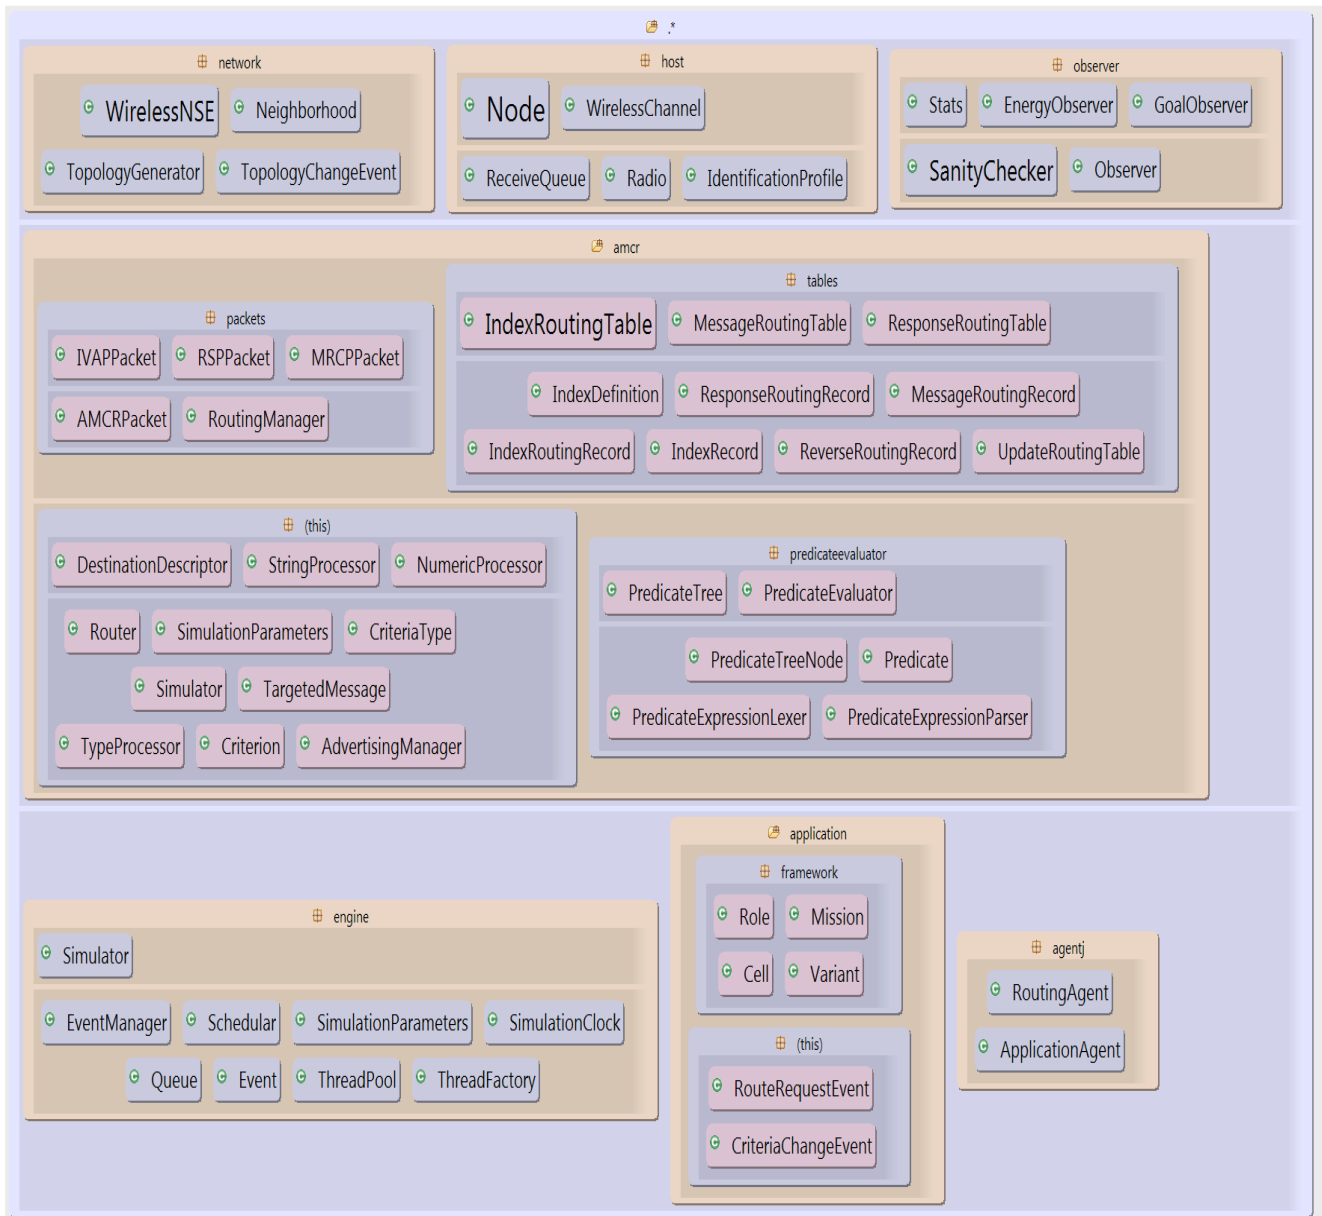 .*
network
WirelessNSE Neighborhood
TopologyGenerator TopologyChangeEvent
host
Node WirelessChannel
ReceiveQueue Radio IdentificationProfile
observer
Stats EnergyObserver GoalObserver
SanityChecker Observer
amcr
packets
IVAPPacket RSPPacket MRCPPacket
AMCRPacket RoutingManager
tables
IndexRoutingTable MessageRoutingTable ResponseRoutingTable
IndexDefinition ResponseRoutingRecord MessageRoutingRecord
IndexRoutingRecord IndexRecord ReverseRoutingRecord UpdateRoutingTable
(this)
DestinationDescriptor StringProcessor NumericProcessor
Router SimulationParameters CriteriaType
Simulator TargetedMessage
TypeProcessor Criterion AdvertisingManager
predicateevaluator
PredicateTree PredicateEvaluator
PredicateTreeNode Predicate
PredicateExpressionLexer PredicateExpressionParser
engine
Simulator
EventManager Schedular SimulationParameters SimulationClock
Queue Event ThreadPool ThreadFactory
application
framework
Role Mission
Cell Variant
(this)
RouteRequestEvent
CriteriaChangeEvent
agentj
RoutingAgent
ApplicationAgent